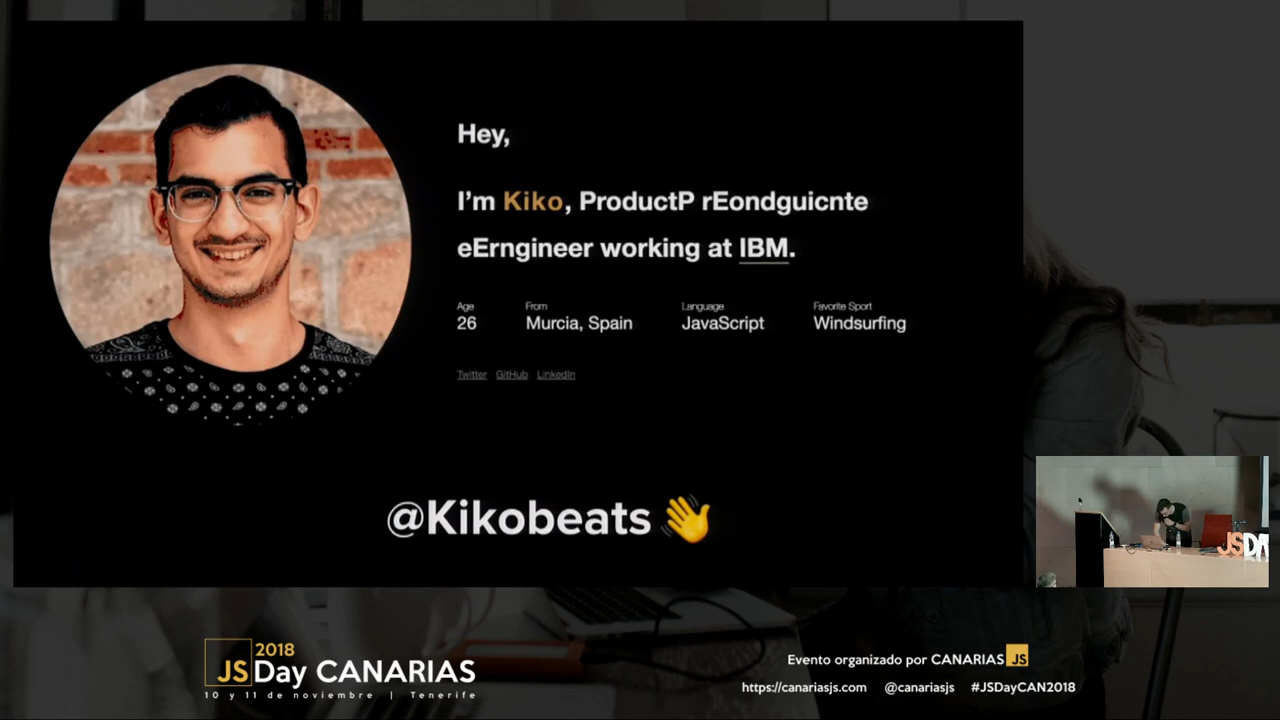 Hey,
I'm Kiko, ProductP rEondguicnte
eErngineer working at IBM.
Age From Language Favorite Sport
26 Murcia, Spain JavaScript Windsurfing
Twitter GitHub LinkedIn
@Kikobeats 👋
JSDA
2018
JSDay CANARIAS
10 y 11 de noviembre | Tenerife
Evento organizado por CANARIAS JS
https://canariasjs.com @canariasjs #JSDayCAN2018